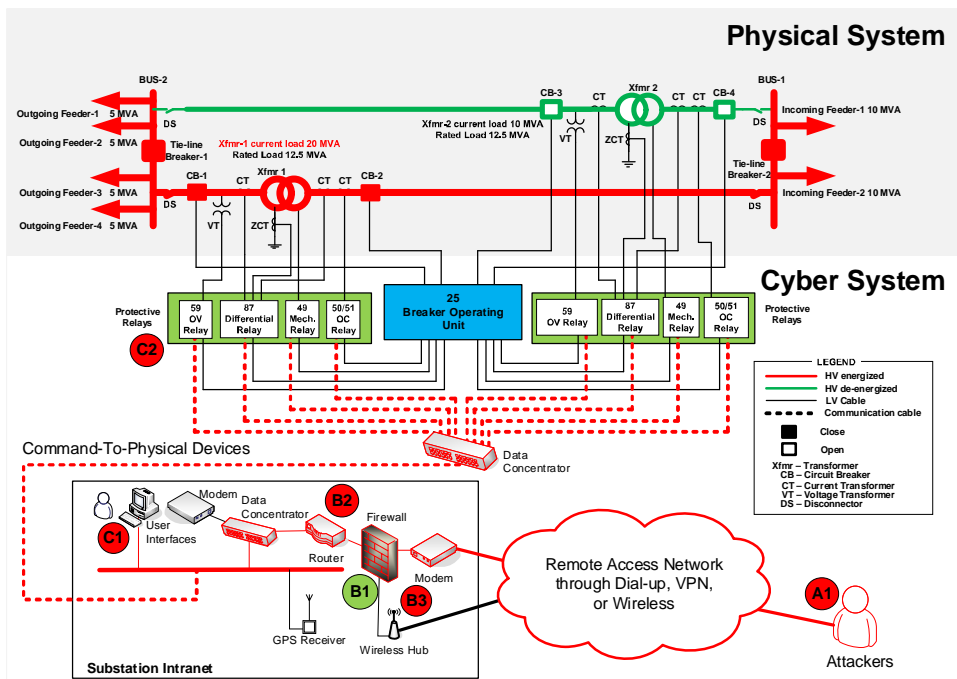 Physical System
BUS-2
BUS-1
CT
Xfmr 2
CT
CT
CB-3
CB-4
Outgoing Feeder-1 5 MVA
DS
Outgoing Feeder-2 5 MVA
Tie-line
Breaker-1
Xfmr-2 current load 10 MVA
Rated Load 12.5 MVA
VT
ZCT
DS
Incoming Feeder-1 10 MVA
Tie-line
Breaker-2
Xfmr-1 current load 20 MVA
Rated Load 12.5 MVA
CB-1
CT
Xfmr 1
CT
CT
CB-2
Outgoing Feeder-3 5 MVA
DS
Outgoing Feeder-4 5 MVA
VT
ZCT
DS
Incoming Feeder-2 10 MVA
Cyber System
Protective
Relays
C2
59
OV
Relay
87
Differential
Relay
49
Mech.
Relay
50/51
OC
Relay
25
Breaker Operating
Unit
59
OV Relay
87
Differential
Relay
49
Mech.
Relay
50/51
OC
Relay
Protective
Relays
LEGEND
HV energized
HV de-energized
LV Cable
Communication cable
Close
Open
Xfmr – Transformer
CB – Circuit Breaker
CT – Current Transformer
VT – Voltage Transformer
DS – Disconnector
Command-To-Physical Devices
Data
Concentrator
C1
User
Interfaces
Modem
Data
Concentrator
B2
Router
Firewall
B1
B3
Modem
GPS Receiver
Wireless Hub
Substation Intranet
Remote Access Network
through Dial-up, VPN,
or Wireless
A1
Attackers